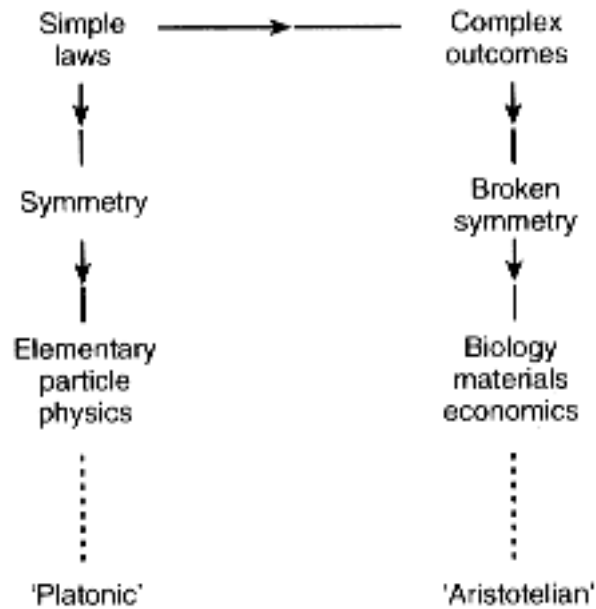 Simple
laws
Complex
outcomes
Symmetry
Broken
symmetry
Elementary
particle
physics
Biology
materials
economics
'Platonic'
'Aristotelian'